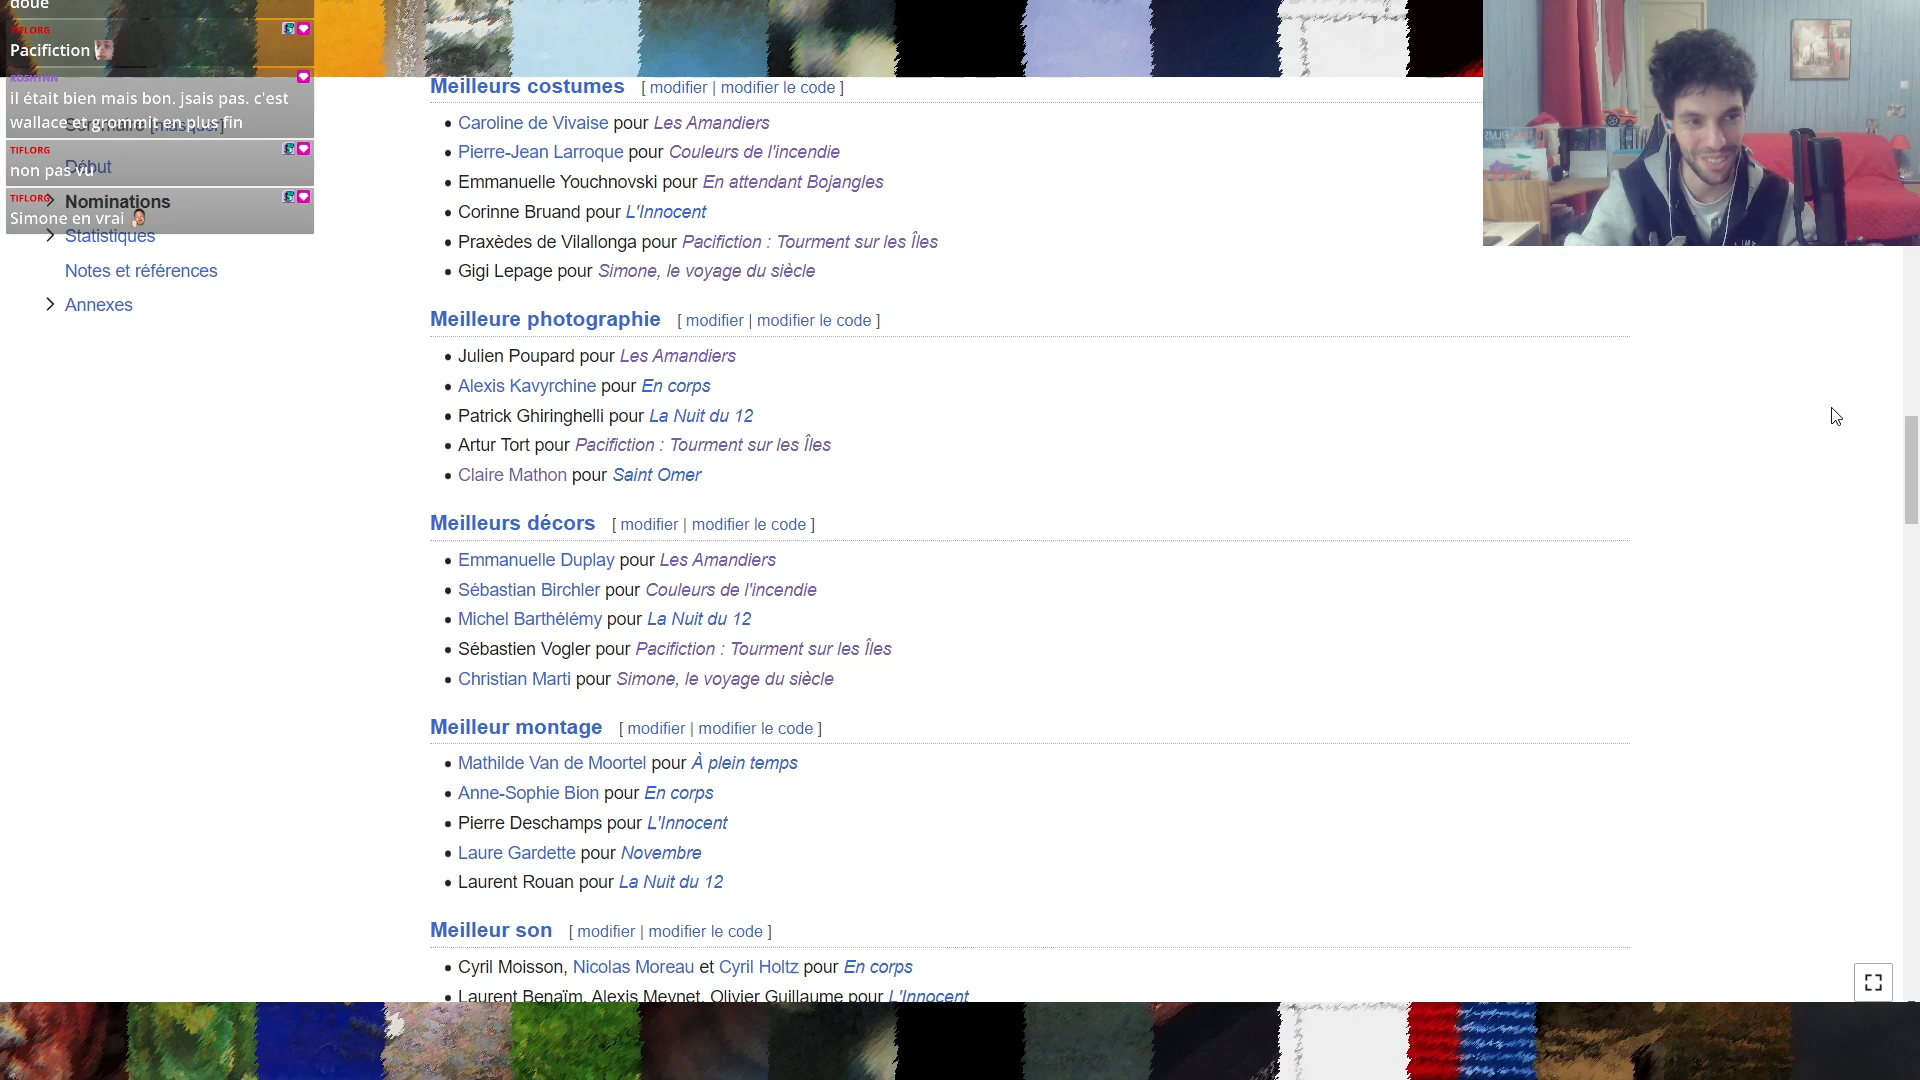 doué
TIFLORG
Pacifiction
ROSHYNN
il était bien mais bon. jsais pas. c'est
wallace et grommit en plus fin
TIFLORG
non pas vu
TIFLORG
Simone en vrai
Début
Nominations
Statistiques
Notes et références
Annexes
Meilleurs costumes [ modifier | modifier le code ]
Caroline de Vivaise pour Les Amandiers
Pierre-Jean Larroque pour Couleurs de l'incendie
Emmanuelle Youchnovski pour En attendant Bojangles
Corinne Bruand pour L'Innocent
Praxèdes de Vilallonga pour Pacifiction : Tourment sur les Îles
Gigi Lepage pour Simone, le voyage du siècle
Meilleure photographie [ modifier | modifier le code ]
Julien Poupard pour Les Amandiers
Alexis Kavyrchine pour En corps
Patrick Ghiringhelli pour La Nuit du 12
Artur Tort pour Pacifiction : Tourment sur les Îles
Claire Mathon pour Saint Omer
Meilleurs décors [ modifier | modifier le code ]
Emmanuelle Duplay pour Les Amandiers
Sébastian Birchler pour Couleurs de l'incendie
Michel Barthélémy pour La Nuit du 12
Sébastien Vogler pour Pacifiction : Tourment sur les Îles
Christian Marti pour Simone, le voyage du siècle
Meilleur montage [ modifier | modifier le code ]
Mathilde Van de Moortel pour À plein temps
Anne-Sophie Bion pour En corps
Pierre Deschamps pour L'Innocent
Laure Gardette pour Novembre
Laurent Rouan pour La Nuit du 12
Meilleur son [ modifier | modifier le code ]
Cyril Moisson, Nicolas Moreau et Cyril Holtz pour En corps
Laurent Benaïm, Alexis Meynet, Olivier Guillaume pour L'Innocent